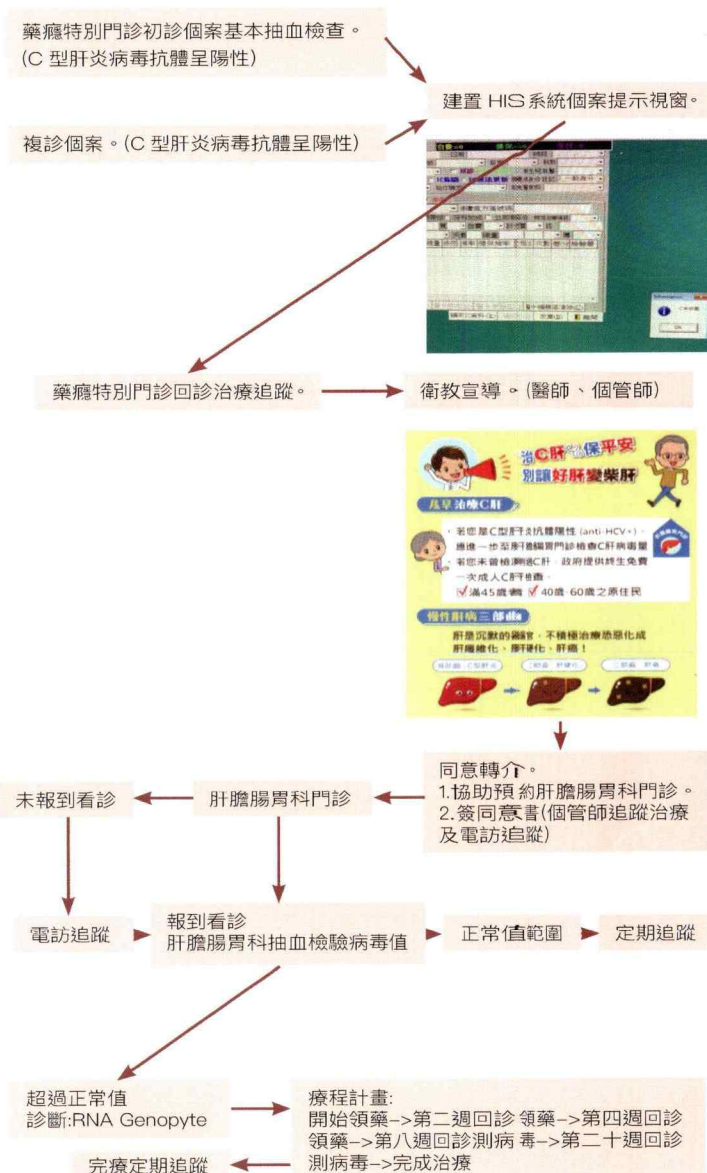 藥癮特別門診初診個案基本抽血檢查。
(C 型肝炎病毒抗體呈陽性)
建置 HIS 系統個案提示視窗。
複診個案。(C 型肝炎病毒抗體呈陽性)
藥癮特別門診回診治療追蹤。
衛教宣導。(醫師、個管師)
治C肝 保平安
別讓好肝變柴肝
及早治療C肝
若您是C型肝炎抗體陽性 (anti-HCV+)，
應進一步至肝膽腸胃門診檢查C肝病毒量
若您未曾檢測過C肝，政府提供終生免費
一次成人C肝檢查。
滿45歲 40歲-60歲之原住民
慢性肝病三部曲
肝是沉默的器官，不積極治療恐惡化成
肝纖維化、肝硬化、肝癌！
同意轉介。
1.協助預約肝膽腸胃科門診。
2.簽同意書(個管師追蹤治療
及電訪追蹤)
肝膽腸胃科門診
未報到看診
電訪追蹤
報到看診
肝膽腸胃科抽血檢驗病毒值
正常值範圍
定期追蹤
超過正常值
診斷:RNA Genopyte
療程計畫:
開始領藥–>第二週回診領藥–>第四週回診
領藥–>第八週回診測病毒–>第二十週回診
測病毒–>完成治療
完療定期追蹤